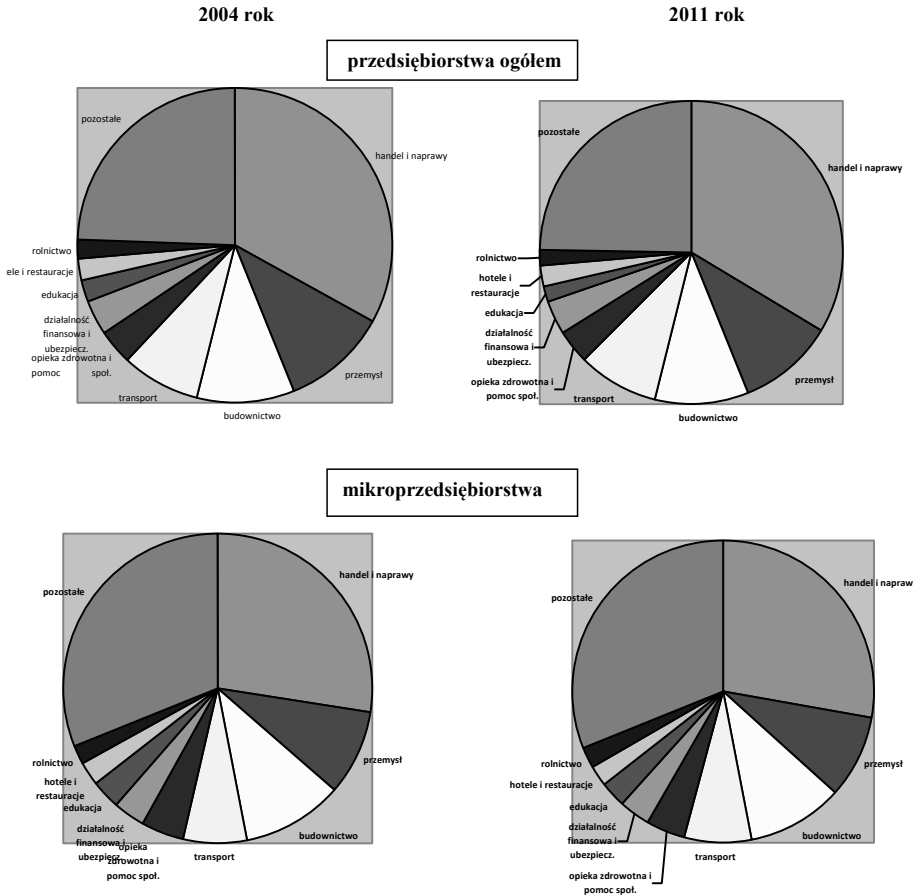 2004 rok
2011 rok
przedsiębiorstwa ogółem
pozostałe
handel i naprawy
rolnictwo
tele i restauracje
edukacja
działalność
finansowa i
ubezpiecz.
opieka zdrowotna i
pomoc społ.
transport
budownictwo
przemysł
pozostałe
handel i naprawy
rolnictwo
hotele i
restauracje
edukacja
działalność
finansowa i
ubezpiecz.
opieka zdrowotna i
pomoc społ.
transport
budownictwo
przemysł
mikroprzedsiębiorstwa
pozostałe
handel i naprawy
rolnictwo
hotele i
restauracje
edukacja
działalność
finansowa i
ubezpiecz.
opieka
zdrowotna i
pomoc społ.
transport
budownictwo
przemysł
pozostałe
handel i napraw
rolnictwo
hotele i restauracje
edukacja
działalność
finansowa i
ubezpiecz.
opieka zdrowotna i
pomoc społ.
transport
budownictwo
przemysł